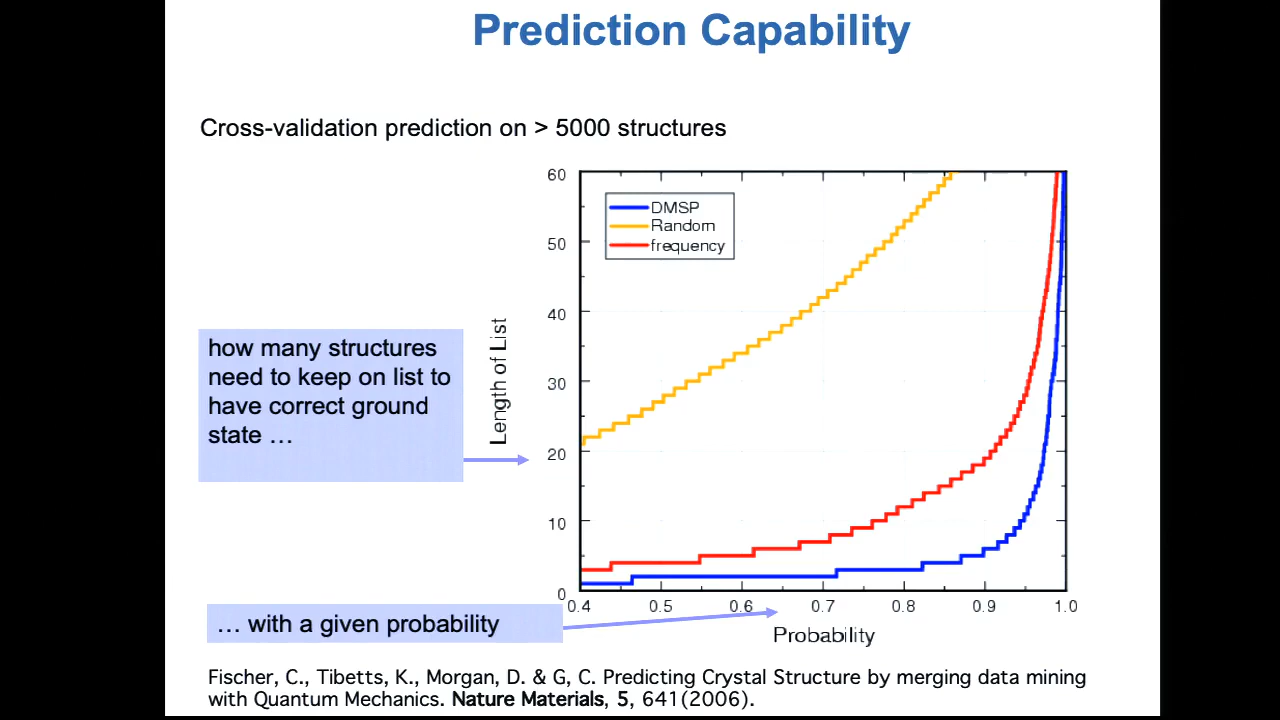 Prediction Capability
Cross-validation prediction on > 5000 structures
60
50
40
30
20
10
0
Length of List
DMSP
Random
frequency
how many structures
need to keep on list to
have correct ground
state …
0.4 0.5 0.6 0.7 0.8 0.9 1.0
Probability
… with a given probability
Fischer, C., Tibetts, K., Morgan, D. & G, C. Predicting Crystal Structure by merging data mining
with Quantum Mechanics. Nature Materials, 5, 641(2006).